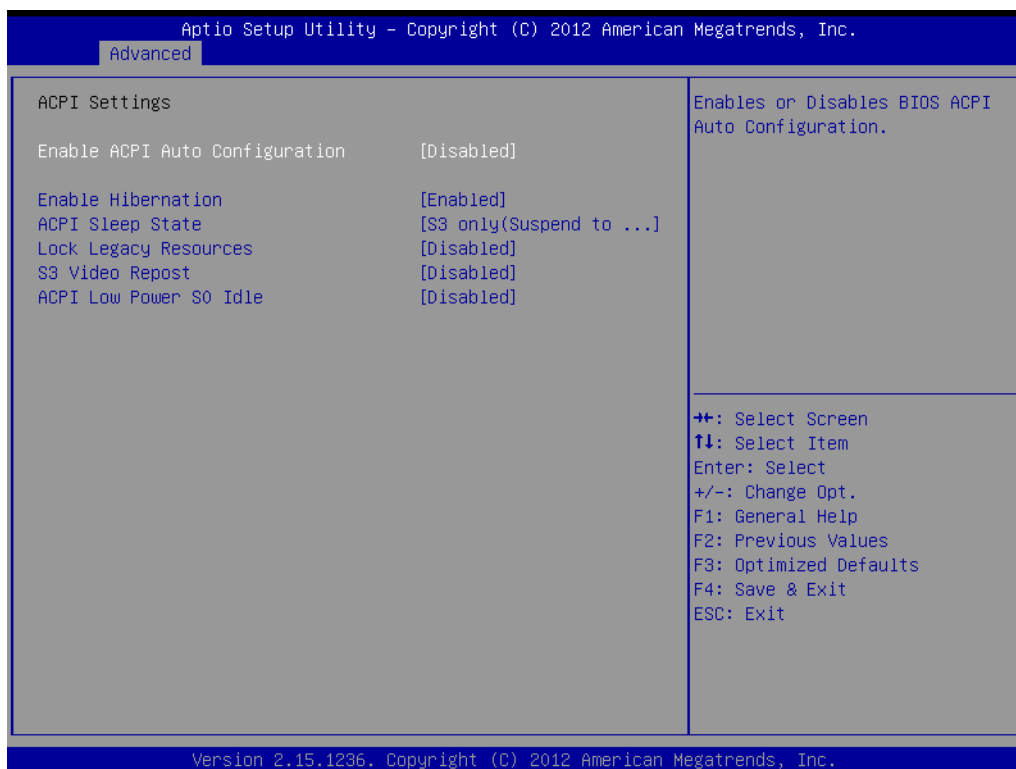 Aptio Setup Utility – Copyright (C) 2012 American Megatrends, Inc.
Advanced
ACPI Settings
Enable ACPI Auto Configuration [Disabled]
Enable Hibernation [Enabled]
ACPI Sleep State [S3 only(Suspend to ...]
Lock Legacy Resources [Disabled]
S3 Video Repost [Disabled]
ACPI Low Power S0 Idle [Disabled]
Enables or Disables BIOS ACPI
Auto Configuration.
→←: Select Screen
↑↓: Select Item
Enter: Select
+/-: Change Opt.
F1: General Help
F2: Previous Values
F3: Optimized Defaults
F4: Save & Exit
ESC: Exit
Version 2.15.1236. Copyright (C) 2012 American Megatrends, Inc.